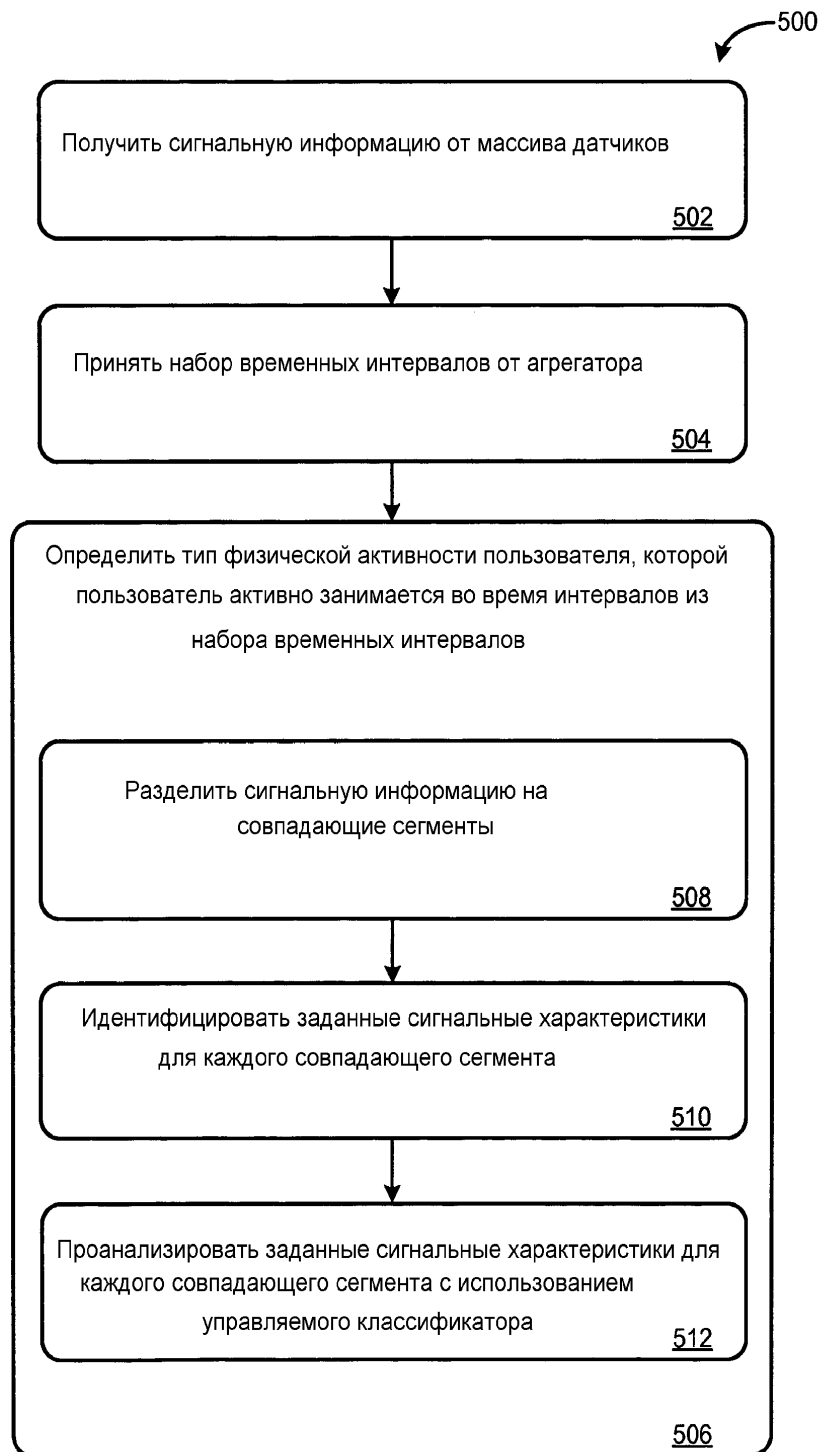 500
Получить сигнальную информацию от массива датчиков
502
Принять набор временных интервалов от агрегатора
504
Определить тип физической активности пользователя, которой
пользователь активно занимается во время интервалов из
набора временных интервалов
Разделить сигнальную информацию на
совпадающие сегменты
508
Идентифицировать заданные сигнальные характеристики
для каждого совпадающего сегмента
510
Проанализировать заданные сигнальные характеристики для
каждого совпадающего сегмента с использованием
управляемого классификатора
512
506